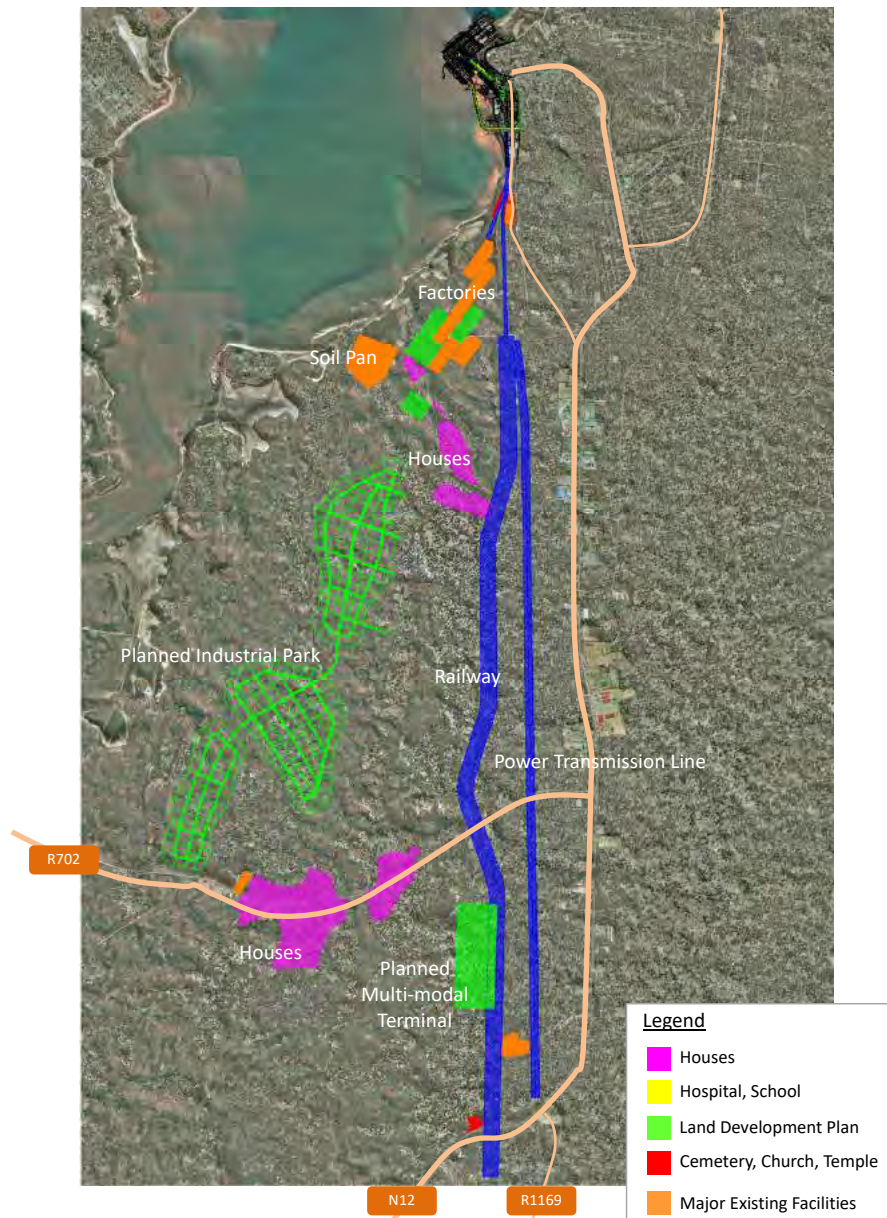 Factories
Soil Pan
Houses
Planned Industrial Park
Railway
Power Transmission Line
R702
Houses
Planned
Multi-modal
Terminal
Legend
Houses
Hospital, School
Land Development Plan
Cemetery, Church, Temple
Major Existing Facilities
N12
R1169